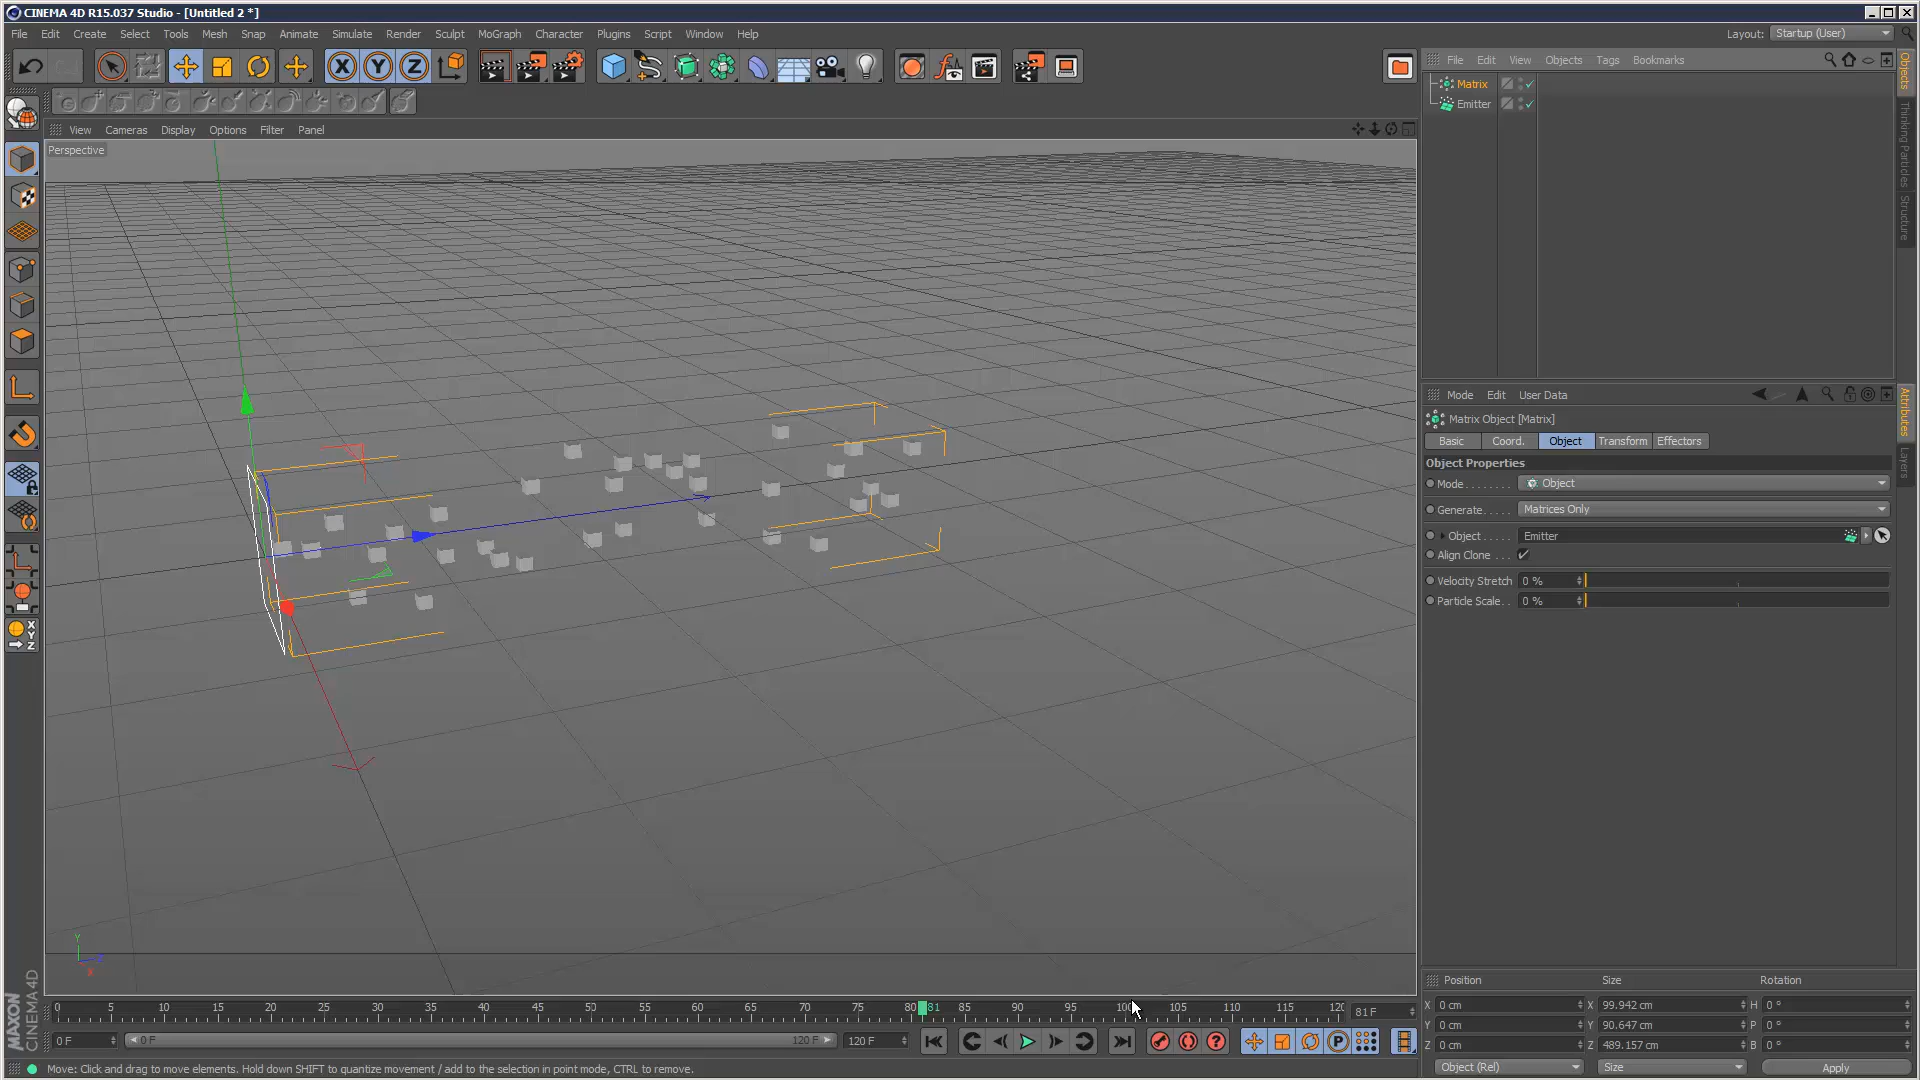 CINEMA 4D R15.037 Studio - [Untitled 2 *]
File Edit Create Select Tools Mesh Snap Animate Simulate Render Sculpt MoGraph Character Plugins Script Window Help
Layout: Startup (User)
File Edit View Objects Tags Bookmarks
Matrix
Emitter
Objects
Thinking Particles
Structure
View Cameras Display Options Filter Panel
Perspective
Mode Edit User Data
Matrix Object [Matrix]
Basic Coord. Object Transform Effectors
Object Properties
Mode . . . . . . . . Object
Generate . . . . . Matrices Only
Object . . . . . Emitter
Align Clone . . .
Velocity Stretch 0 %
Particle Scale . . 0 %
Attributes
Layers
X
Y
Z
Y
Z
X
Position Size Rotation
X 0 cm X 99.942 cm H 0 °
Y 0 cm Y 90.647 cm P 0 °
Z 0 cm Z 489.157 cm B 0 °
Object (Rel) Size Apply
0 5 10 15 20 25 30 35 40 45 50 55 60 65 70 75 80 81 85 90 95 100 105 110 115 120 81 F
0 F 0 F 120 F 120 F
MAXON
CINEMA 4D
Move: Click and drag to move elements. Hold down SHIFT to quantize movement / add to the selection in point mode, CTRL to remove.